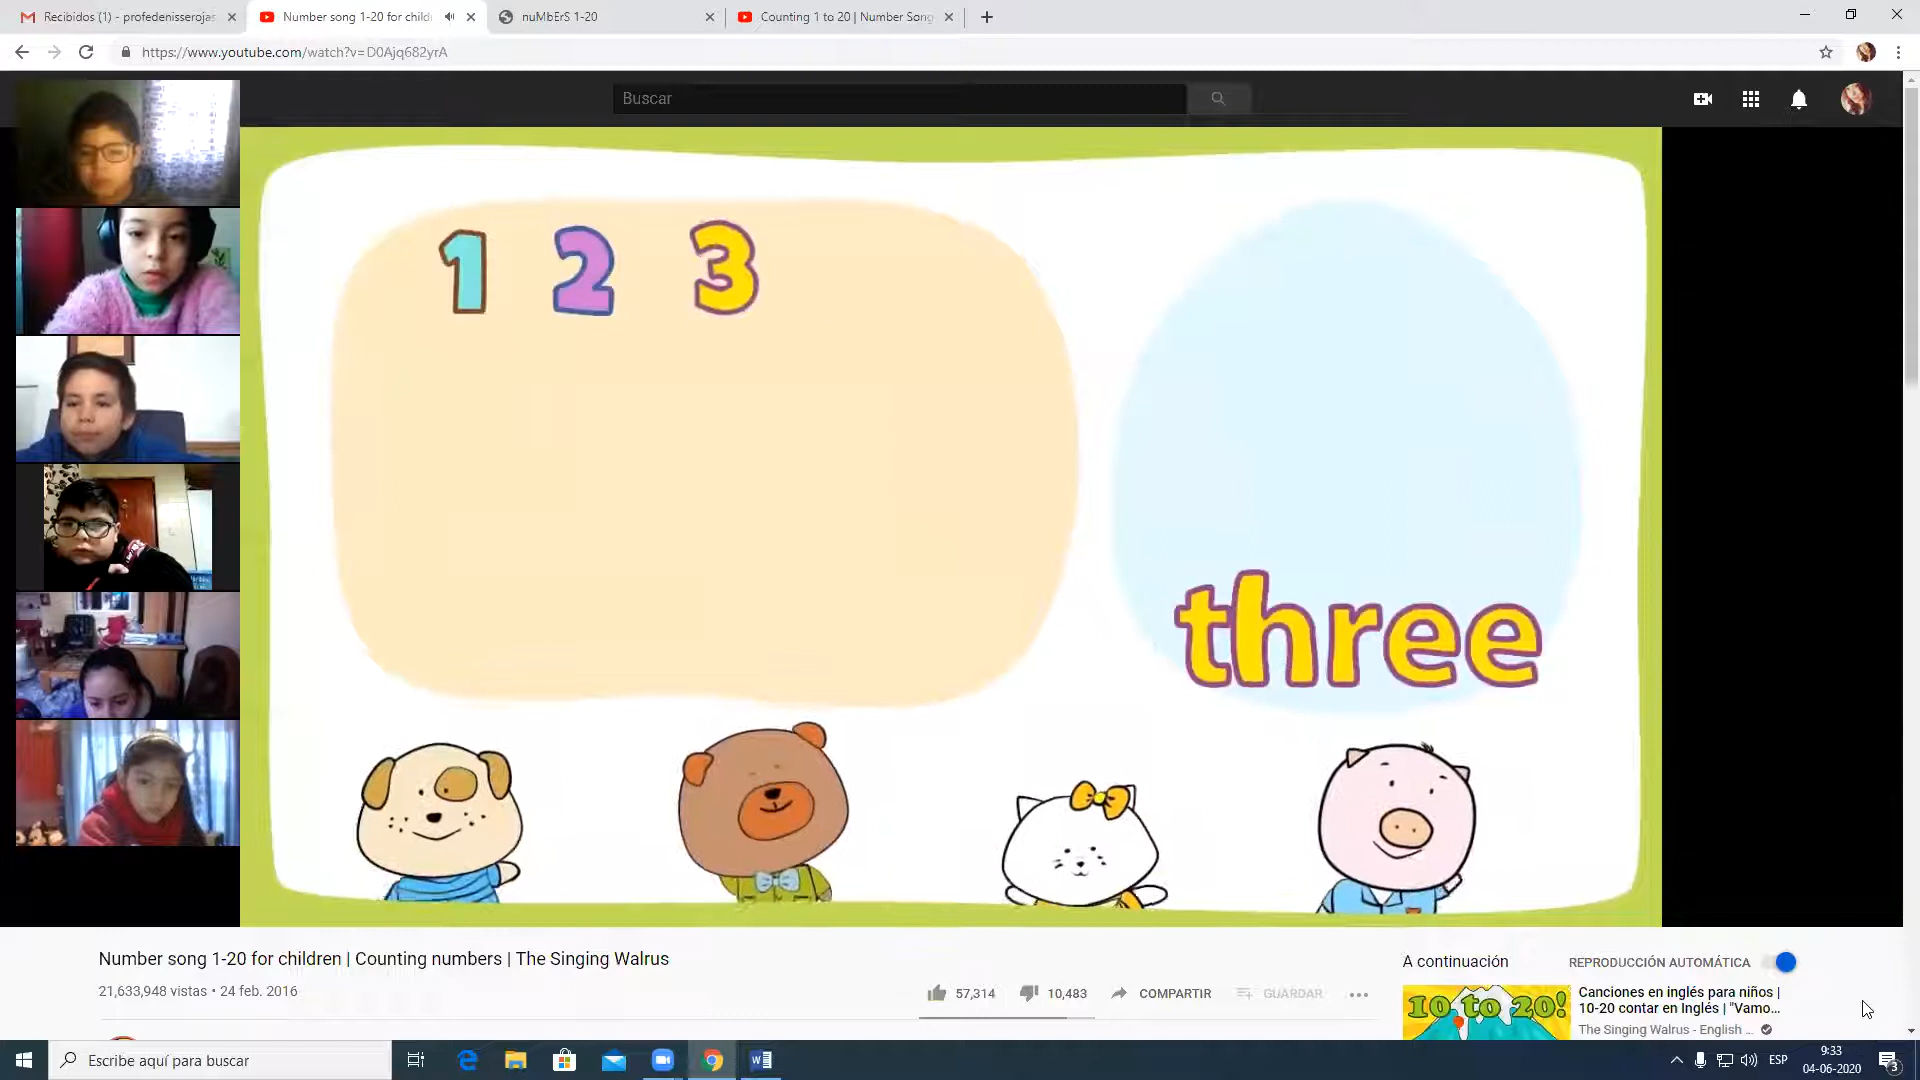 Recibidos (1) - profedenisserojas
Number song 1-20 for child
nuMbErS 1-20
Counting 1 to 20 | Number Song
https://www.youtube.com/watch?v=D0Ajq682yrA
Buscar
1 2 3
three
Number song 1-20 for children | Counting numbers | The Singing Walrus
21,633,948 vistas • 24 feb. 2016
57,314
10,483
COMPARTIR
GUARDAR
A continuación
REPRODUCCIÓN AUTOMÁTICA
10 to 20!
Canciones en inglés para niños |
10-20 contar en Inglés | "Vamo...
The Singing Walrus - English ...
Escribe aquí para buscar
ESP
9:33
04-06-2020
3